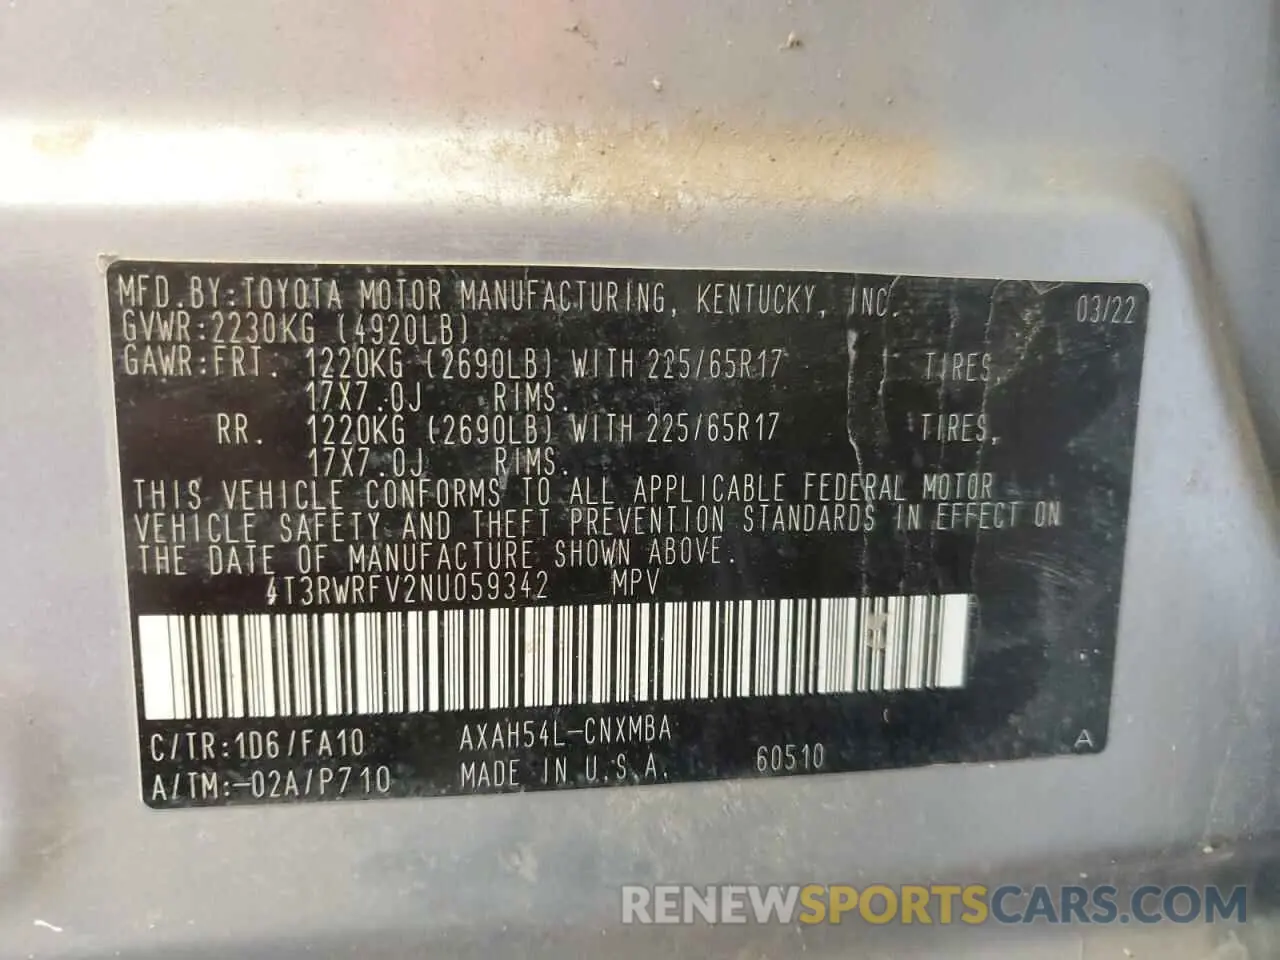 MFD.BY:TOYOTA MOTOR MANUFACTURING, KENTUCKY, INC. 03/22
GVWR:2230KG (4920LB)
GAWR:FRT. 1220KG (2690LB) WITH 225/65R17 TIRES,
17X7.0J RIMS.
RR. 1220KG (2690LB) WITH 225/65R17 TIRES,
17X7.0J RIMS.
THIS VEHICLE CONFORMS TO ALL APPLICABLE FEDERAL MOTOR
VEHICLE SAFETY AND THEFT PREVENTION STANDARDS IN EFFECT ON
THE DATE OF MANUFACTURE SHOWN ABOVE.
4T3RWRFV2NU059342 MPV
C/TR:1D6/FA10 AXAH54L-CNXMBA A
A/TM:-02A/P710 MADE IN U.S.A. 60510
RENEWSPORTSCARS.COM